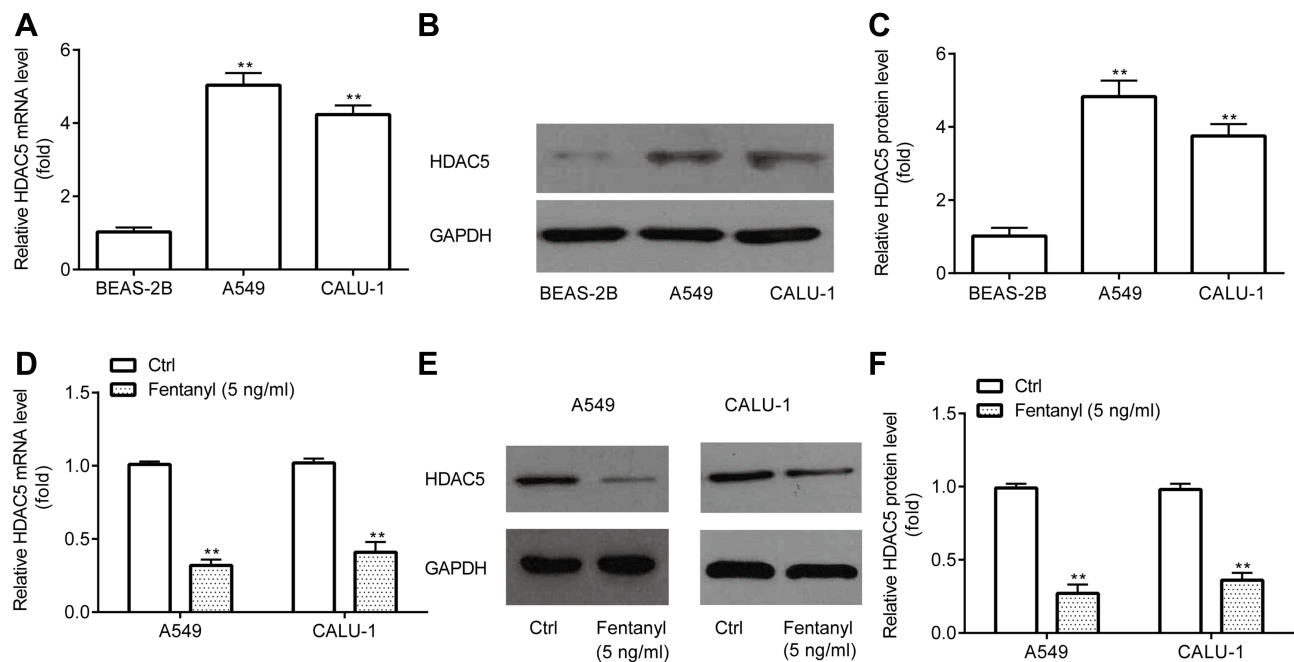 A
Relative HDAC5 mRNA level
(fold)
6
4
2
0
**
**
BEAS-2B
A549
CALU-1
B
HDAC5
GAPDH
BEAS-2B
A549
CALU-1
C
Relative HDAC5 protein level
(fold)
6
4
2
0
**
**
BEAS-2B
A549
CALU-1
D
Ctrl
Fentanyl (5 ng/ml)
Relative HDAC5 mRNA level
(fold)
1.5
1.0
0.5
0.0
**
**
A549
CALU-1
E
A549
CALU-1
HDAC5
GAPDH
Ctrl
Fentanyl
(5 ng/ml)
Ctrl
Fentanyl
(5 ng/ml)
F
Ctrl
Fentanyl (5 ng/ml)
Relative HDAC5 protein level
(fold)
1.5
1.0
0.5
0.0
**
**
A549
CALU-1